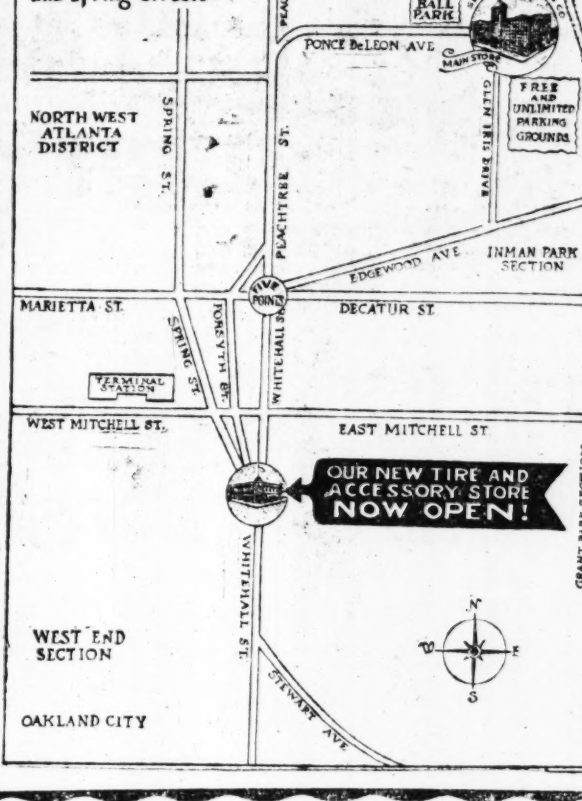 BALL
PARK
PONCE DeLEON AVE
MAIN STORE
FREE
AND
UNLIMITED
PARKING
GROUNDS
GLEN IRIS DRIVE
NORTH WEST
ATLANTA
DISTRICT
SPRING ST.
PEACHTREE ST.
EDGEWOOD AVE
INMAN PARK
SECTION
FIVE
POINTS
MARIETTA ST.
DECATUR ST.
SPRING ST.
FORSYTH ST.
WHITEHALL ST.
TERMINAL
STATION
WEST MITCHELL ST.
EAST MITCHELL ST.
OUR NEW TIRE AND
ACCESSORY STORE
NOW OPEN!
WHITEHALL ST.
WEST END
SECTION
STEWART AVE
OAKLAND CITY
N
W
E
S